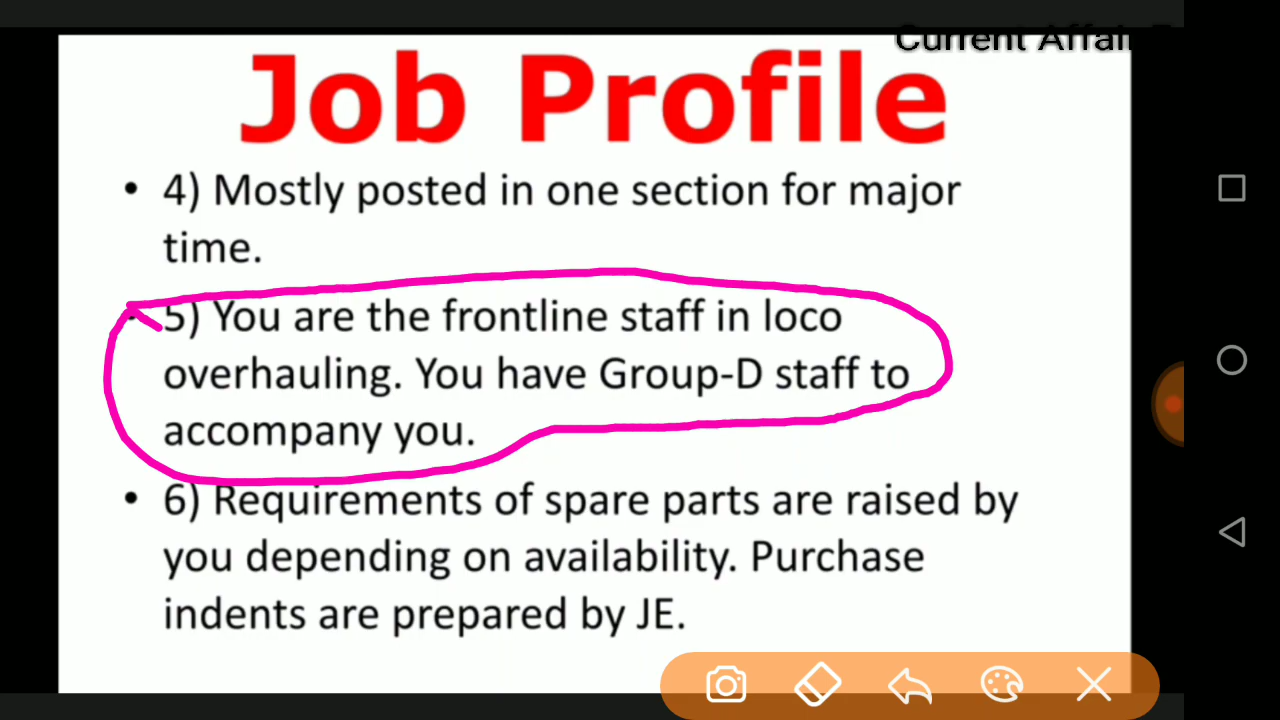 Current Affair
Job Profile
• 4) Mostly posted in one section for major
time.
• 5) You are the frontline staff in loco
overhauling. You have Group-D staff to
accompany you.
• 6) Requirements of spare parts are raised by
you depending on availability. Purchase
indents are prepared by JE.